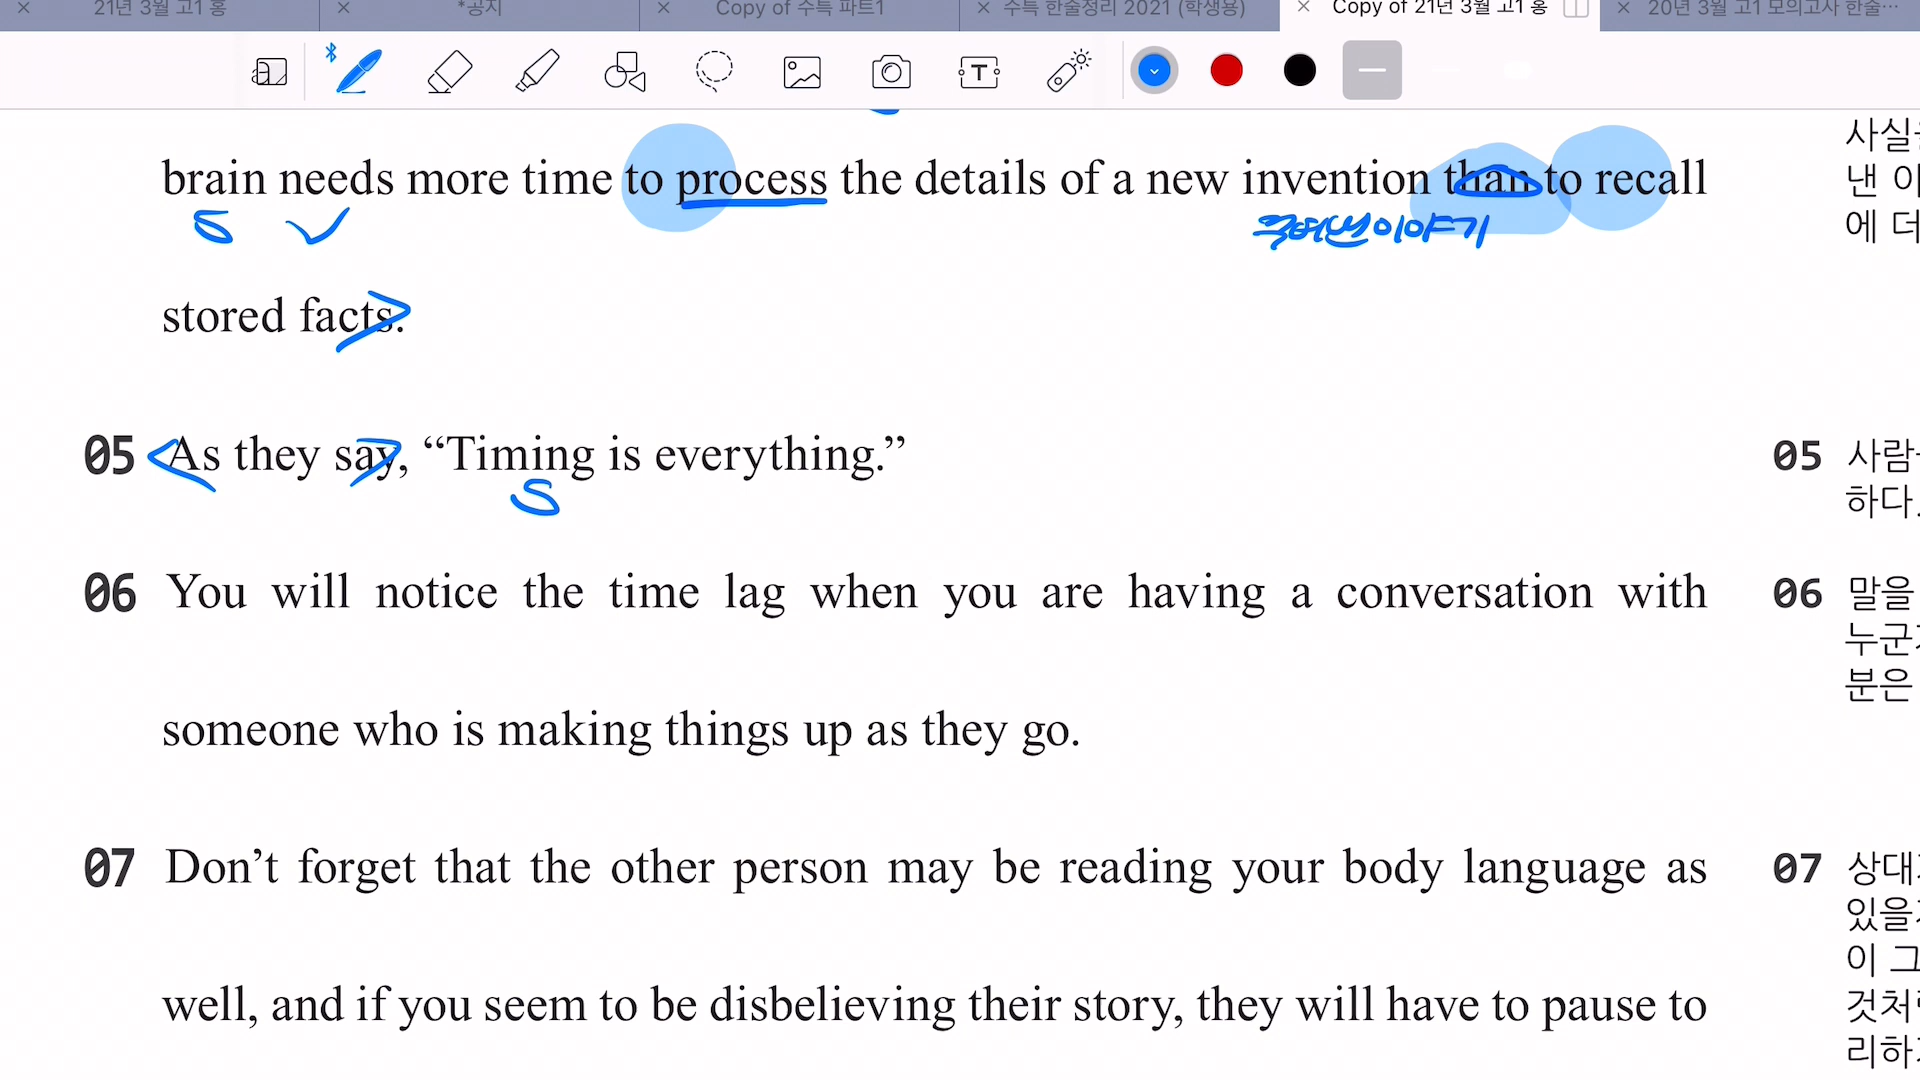 21년 3월 고1 홍
*공지
Copy of 수특 파트1
수특 한술정리 2021 (학생용)
Copy of 21년 3월 고1 홍
20년 3월 고1 모의고사 한술···
T
brain needs more time to process the details of a new invention than to recall
S
이야기
stored facts.
05 As they say, “Timing is everything.”
S
06 You will notice the time lag when you are having a conversation with
someone who is making things up as they go.
07 Don’t forget that the other person may be reading your body language as
well, and if you seem to be disbelieving their story, they will have to pause to
사실
낸 이
에 더
05 사람
하다.
06 말을
누군
분은
07 상대
있을
이 그
것처
리하